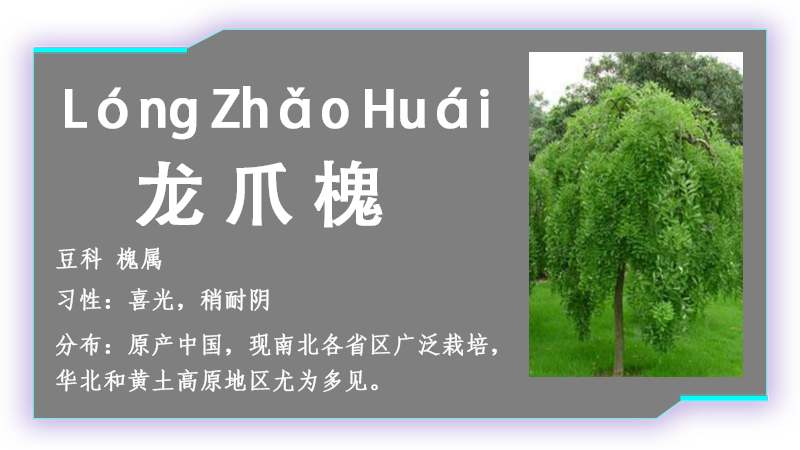 Lóng Zhǎo Huái
龙爪槐
豆科 槐属
习性：喜光，稍耐阴
分布：原产中国，现南北各省区广泛栽培，
华北和黄土高原地区尤为多见。